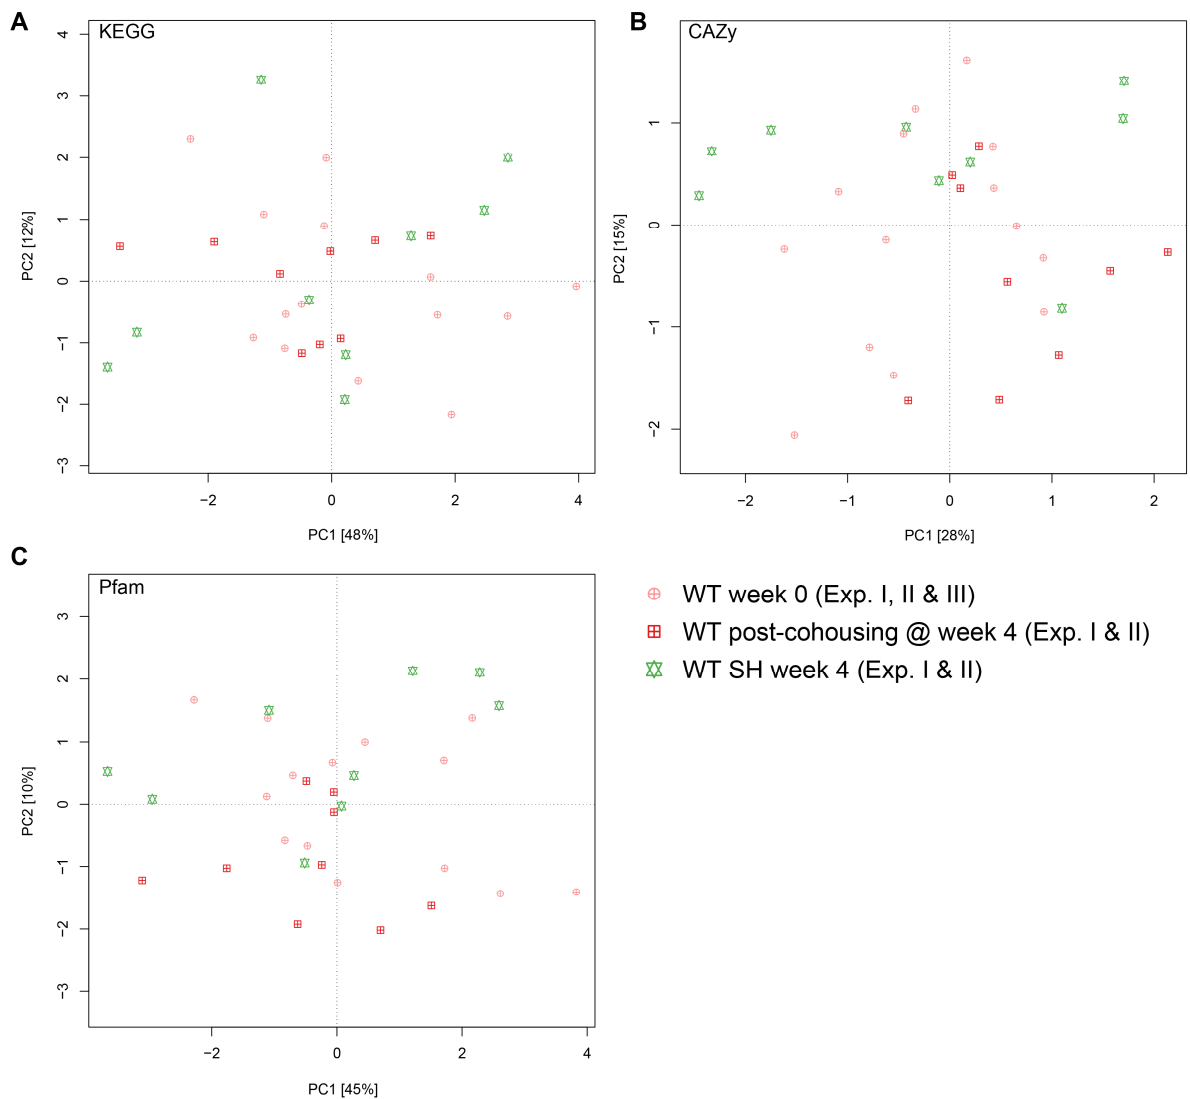 A
KEGG
4
3
2
1
0
−1
−2
−3
PC2 [12%]
−2
0
2
4
PC1 [48%]
B
CAZy
1
0
−1
−2
PC2 [15%]
−2
−1
0
1
2
PC1 [28%]
C
Pfam
3
2
1
0
−1
−2
−3
PC2 [10%]
−2
0
2
4
PC1 [45%]
WT week 0 (Exp. I, II & III)
WT post-cohousing @ week 4 (Exp. I & II)
WT SH week 4 (Exp. I & II)